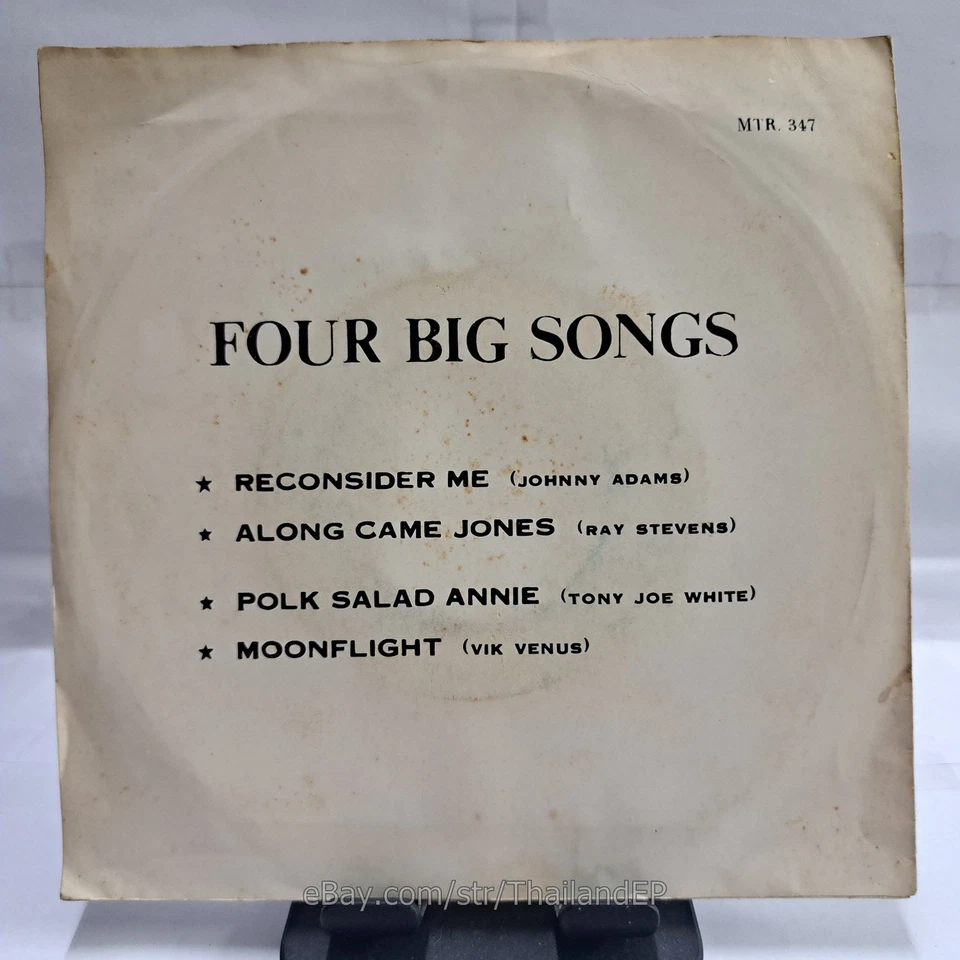 MTR. 347
FOUR BIG SONGS
★ RECONSIDER ME (JOHNNY ADAMS)
★ ALONG CAME JONES (RAY STEVENS)
★ POLK SALAD ANNIE (TONY JOE WHITE)
★ MOONFLIGHT (VIK VENUS)
eBay.com/str/ThailandEP